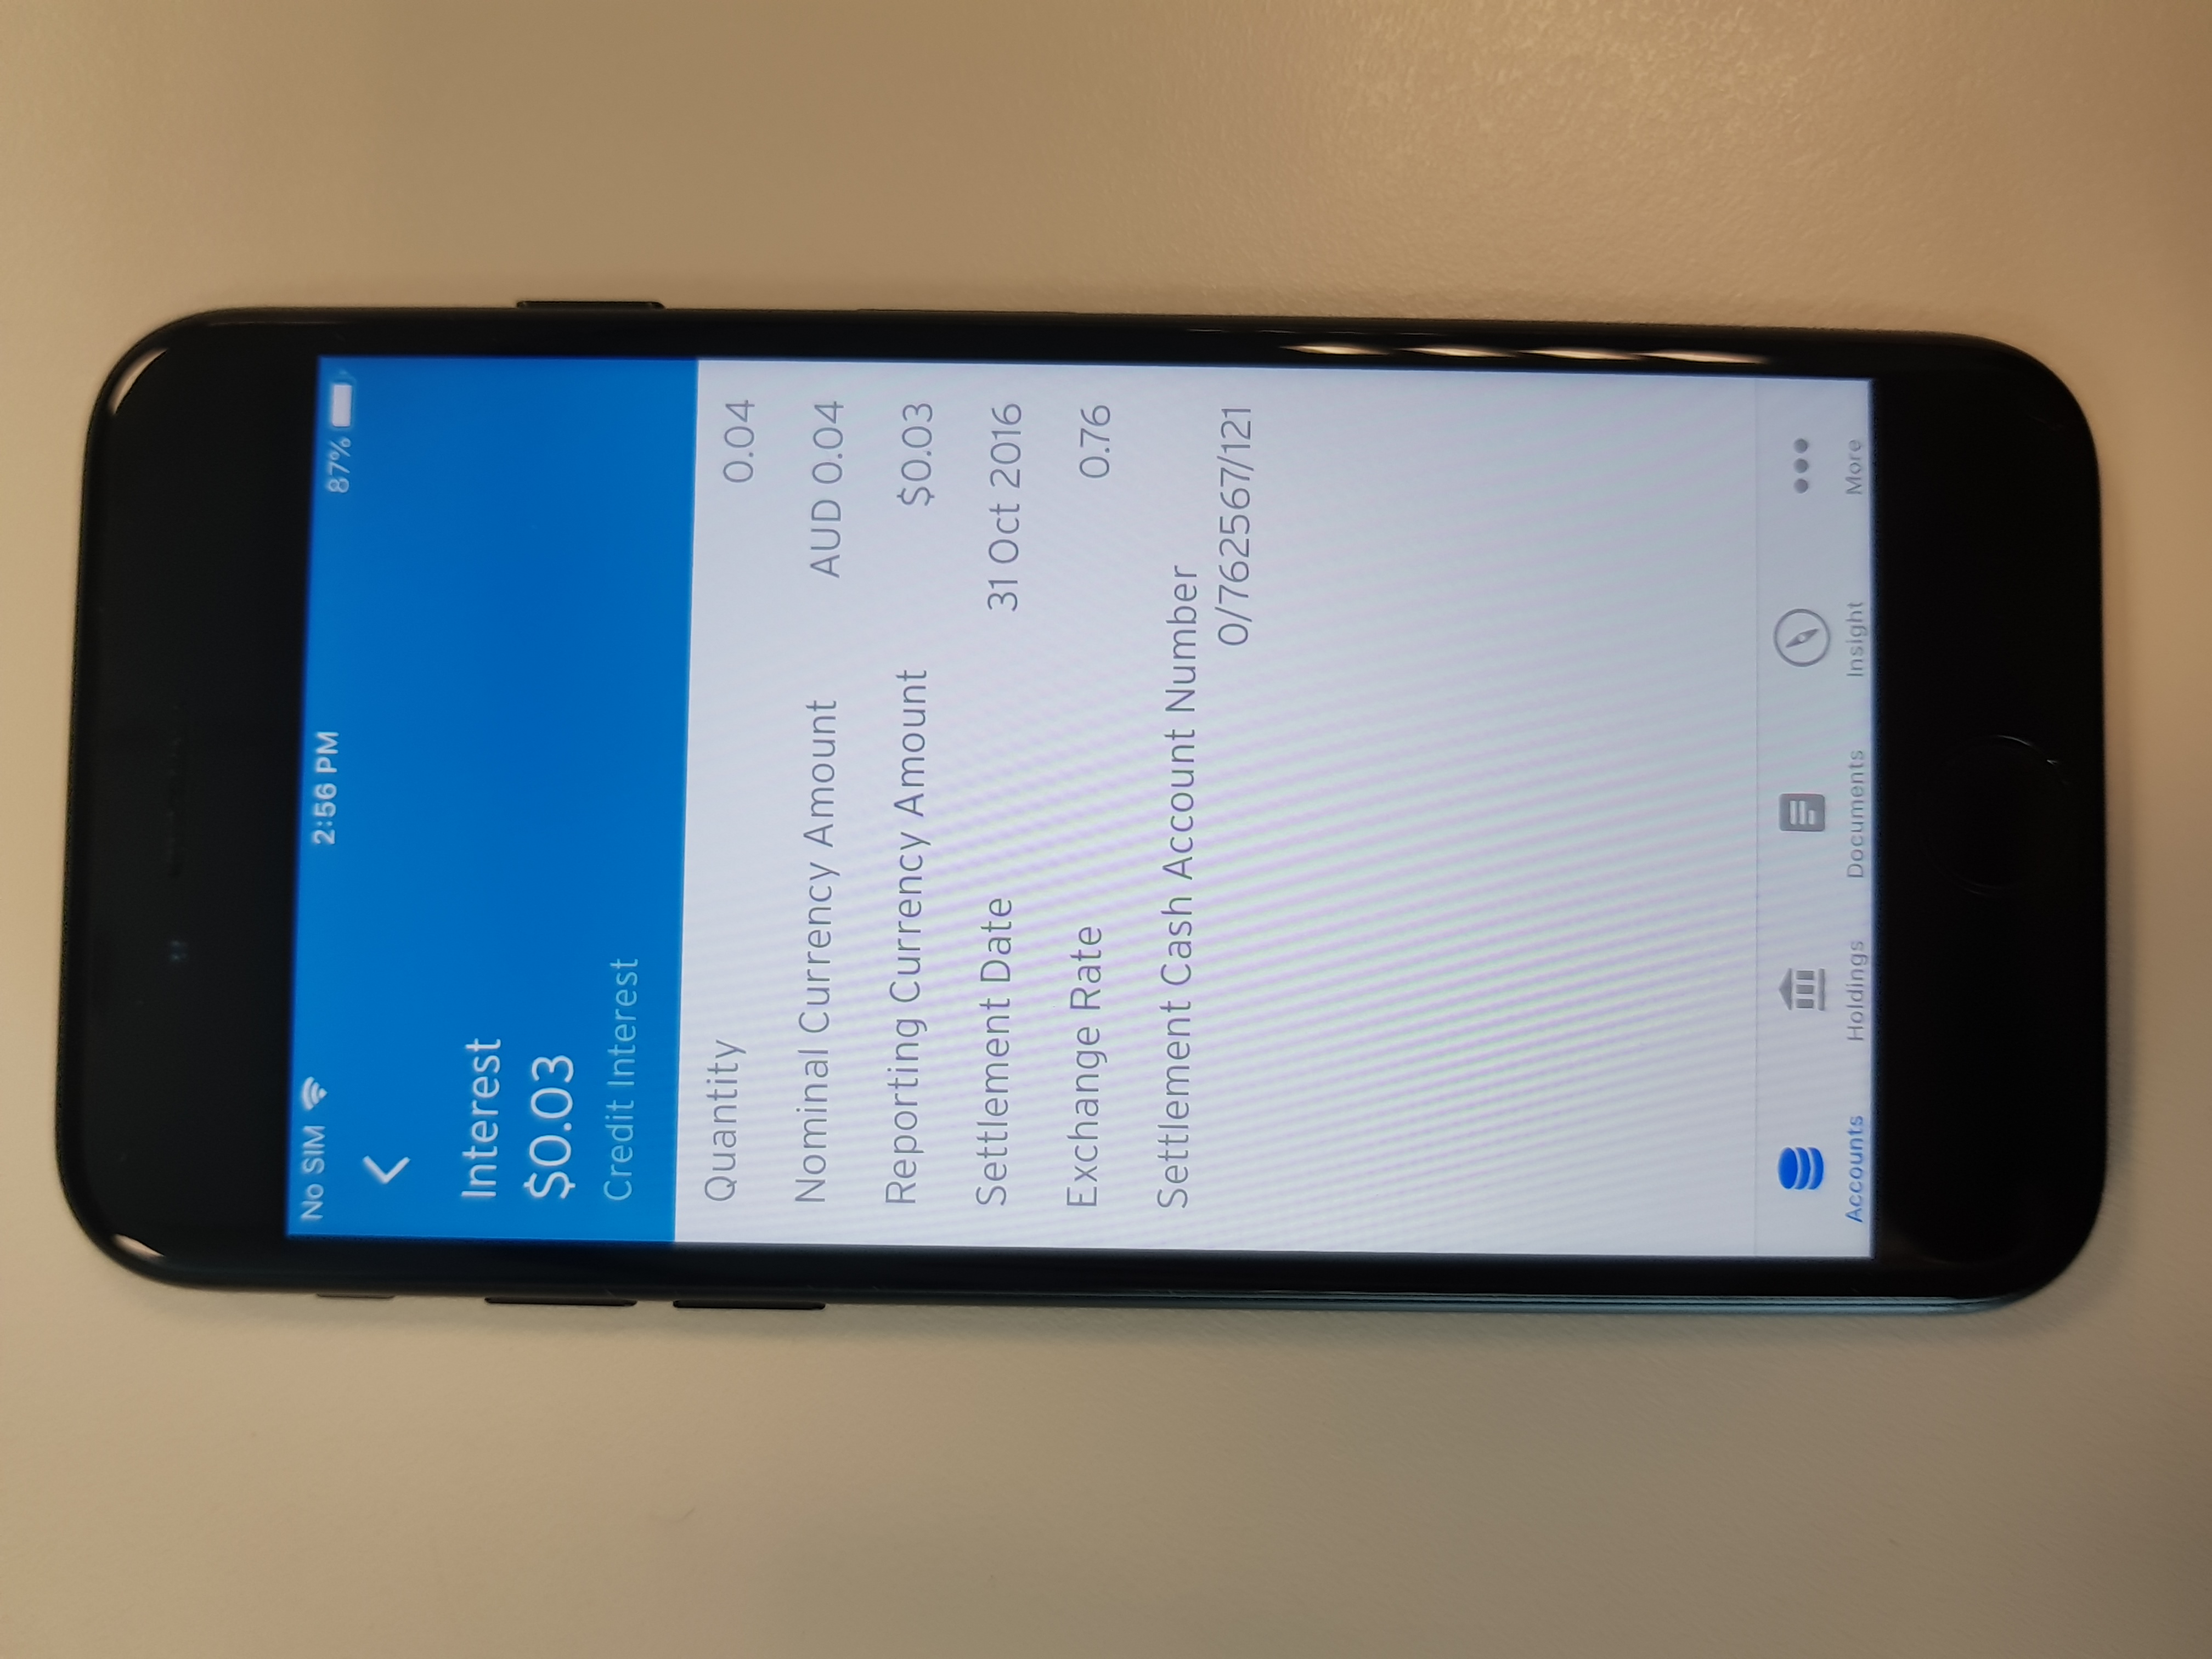 No SIM
2:56 PM
87%
Interest
$0.03
Credit Interest
Quantity 0.04
Nominal Currency Amount AUD 0.04
Reporting Currency Amount $0.03
Settlement Date 31 Oct 2016
Exchange Rate 0.76
Settlement Cash Account Number
0/762567/121
Accounts Holdings Documents Insight More